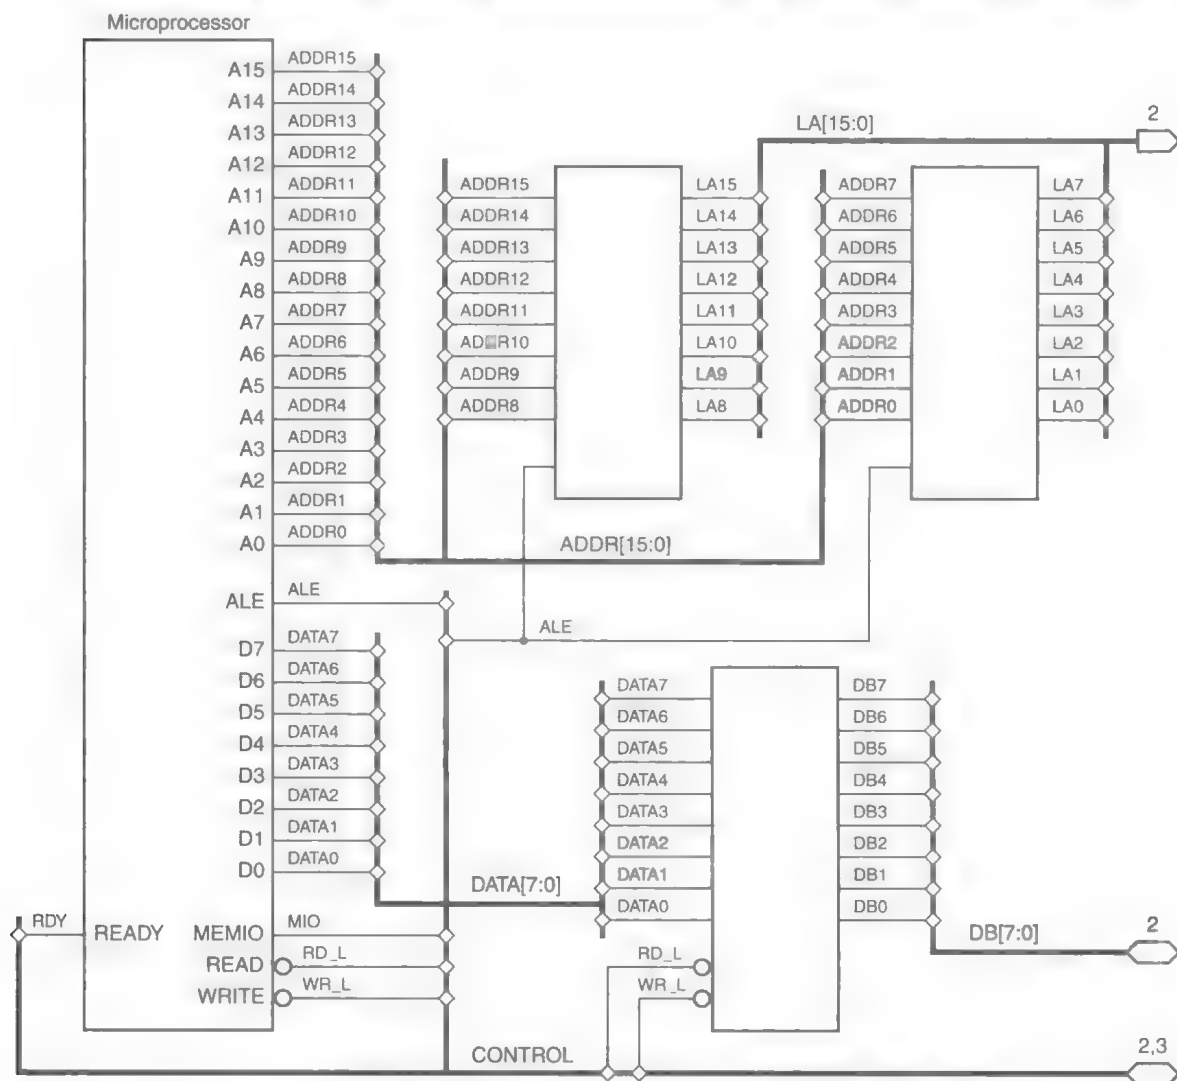 Microprocessor
A15 ADDR15
A14 ADDR14
A13 ADDR13
A12 ADDR12
A11 ADDR11
A10 ADDR10
A9 ADDR9
A8 ADDR8
A7 ADDR7
A6 ADDR6
A5 ADDR5
A4 ADDR4
A3 ADDR3
A2 ADDR2
A1 ADDR1
A0 ADDR0
ALE ALE
D7 DATA7
D6 DATA6
D5 DATA5
D4 DATA4
D3 DATA3
D2 DATA2
D1 DATA1
D0 DATA0
RDY READY MEMIO MIO
READ RD_L
WRITE WR_L
ADDR15 LA15
ADDR14 LA14
ADDR13 LA13
ADDR12 LA12
ADDR11 LA11
ADDR10 LA10
ADDR9 LA9
ADDR8 LA8
LA[15:0]
2
ADDR7 LA7
ADDR6 LA6
ADDR5 LA5
ADDR4 LA4
ADDR3 LA3
ADDR2 LA2
ADDR1 LA1
ADDR0 LA0
ADDR[15:0]
ALE
DATA7 DB7
DATA6 DB6
DATA5 DB5
DATA4 DB4
DATA3 DB3
DATA2 DB2
DATA1 DB1
DATA0 DB0
DATA[7:0]
RD_L
WR_L
DB[7:0]
2
CONTROL
2,3